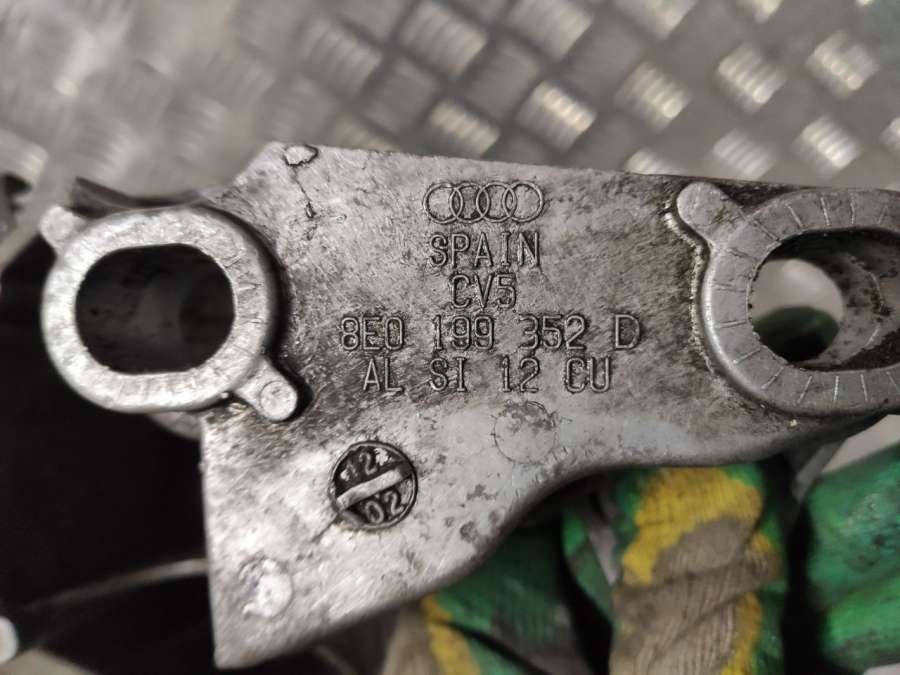 SPAIN
CV5
8E0 199 352 D
AL SI 12 CU
12
02